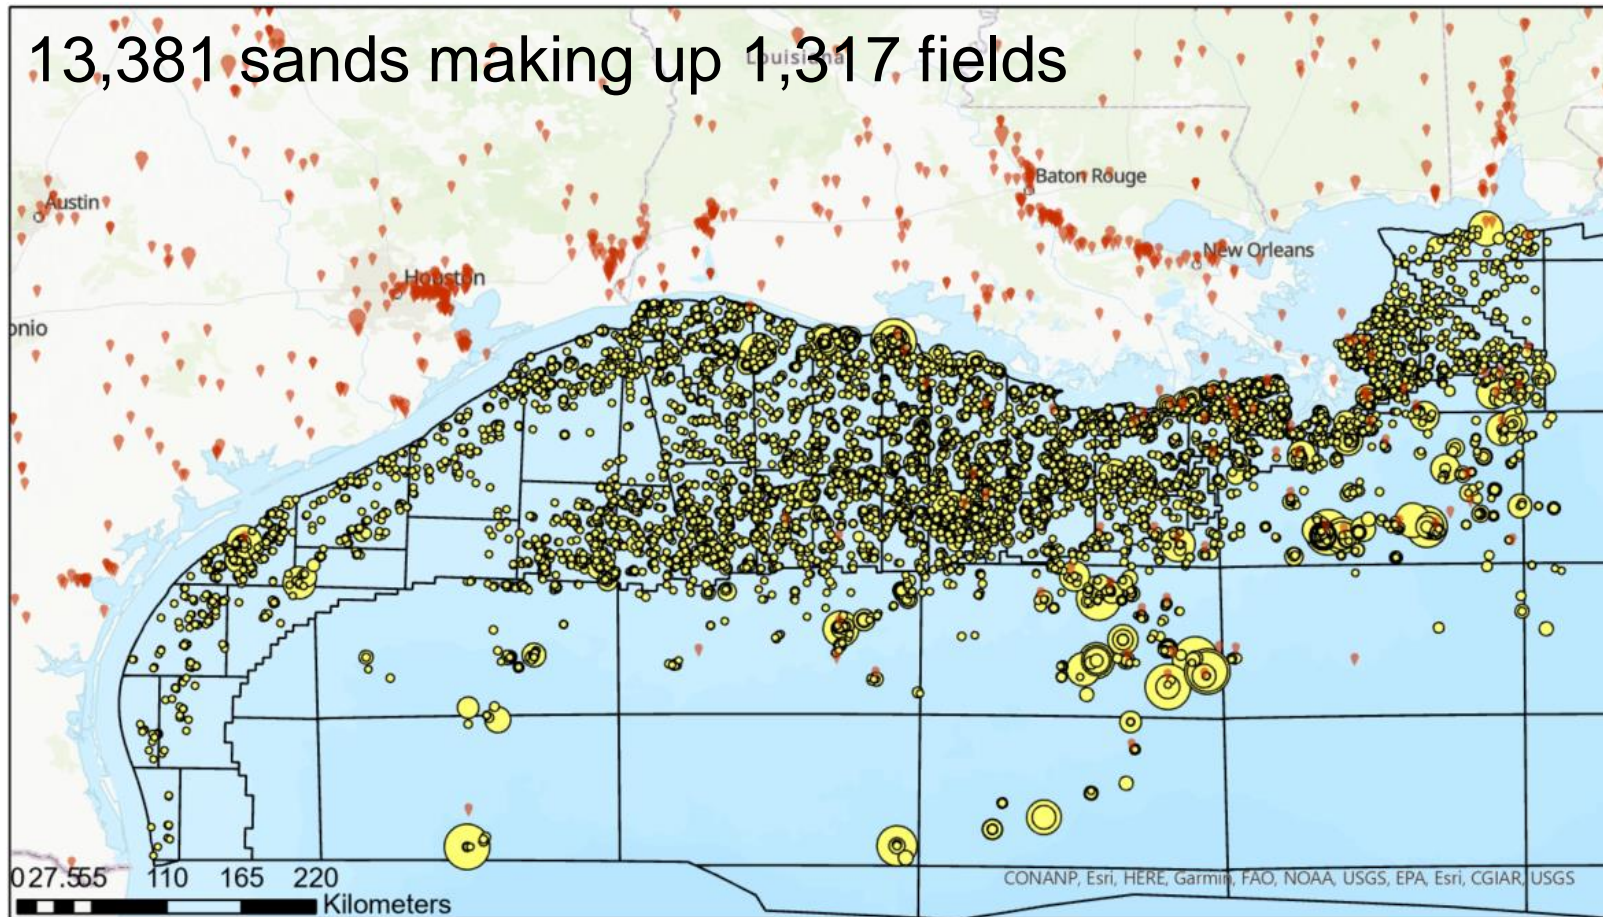 13,381 sands making up 1,317 fields
Louisiana
Baton Rouge
Austin
New Orleans
Houston
onio
0 27.5 55 110 165 220
Kilometers
CONANP, Esri, HERE, Garmin, FAO, NOAA, USGS, EPA, Esri, CGIAR, USGS